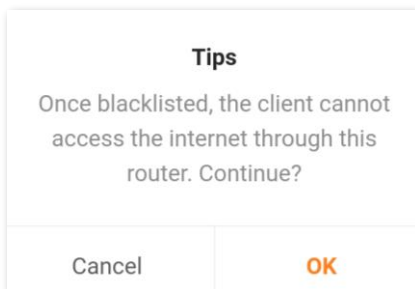 Tips
Once blacklisted, the client cannot
access the internet through this
router. Continue?
Cancel
OK